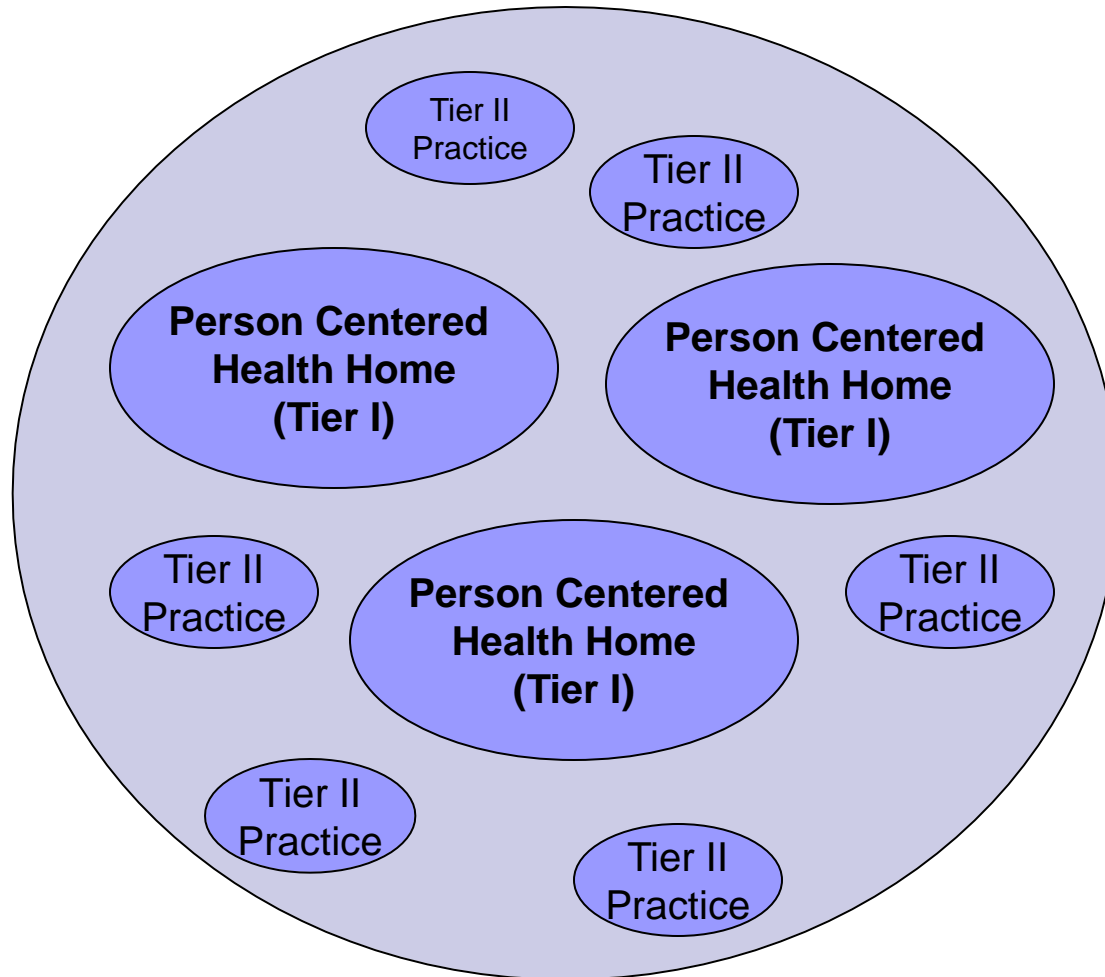 Tier II
Practice
Tier II
Practice
Person Centered
Health Home
(Tier I)
Person Centered
Health Home
(Tier I)
Tier II
Practice
Person Centered
Health Home
(Tier I)
Tier II
Practice
Tier II
Practice
Tier II
Practice